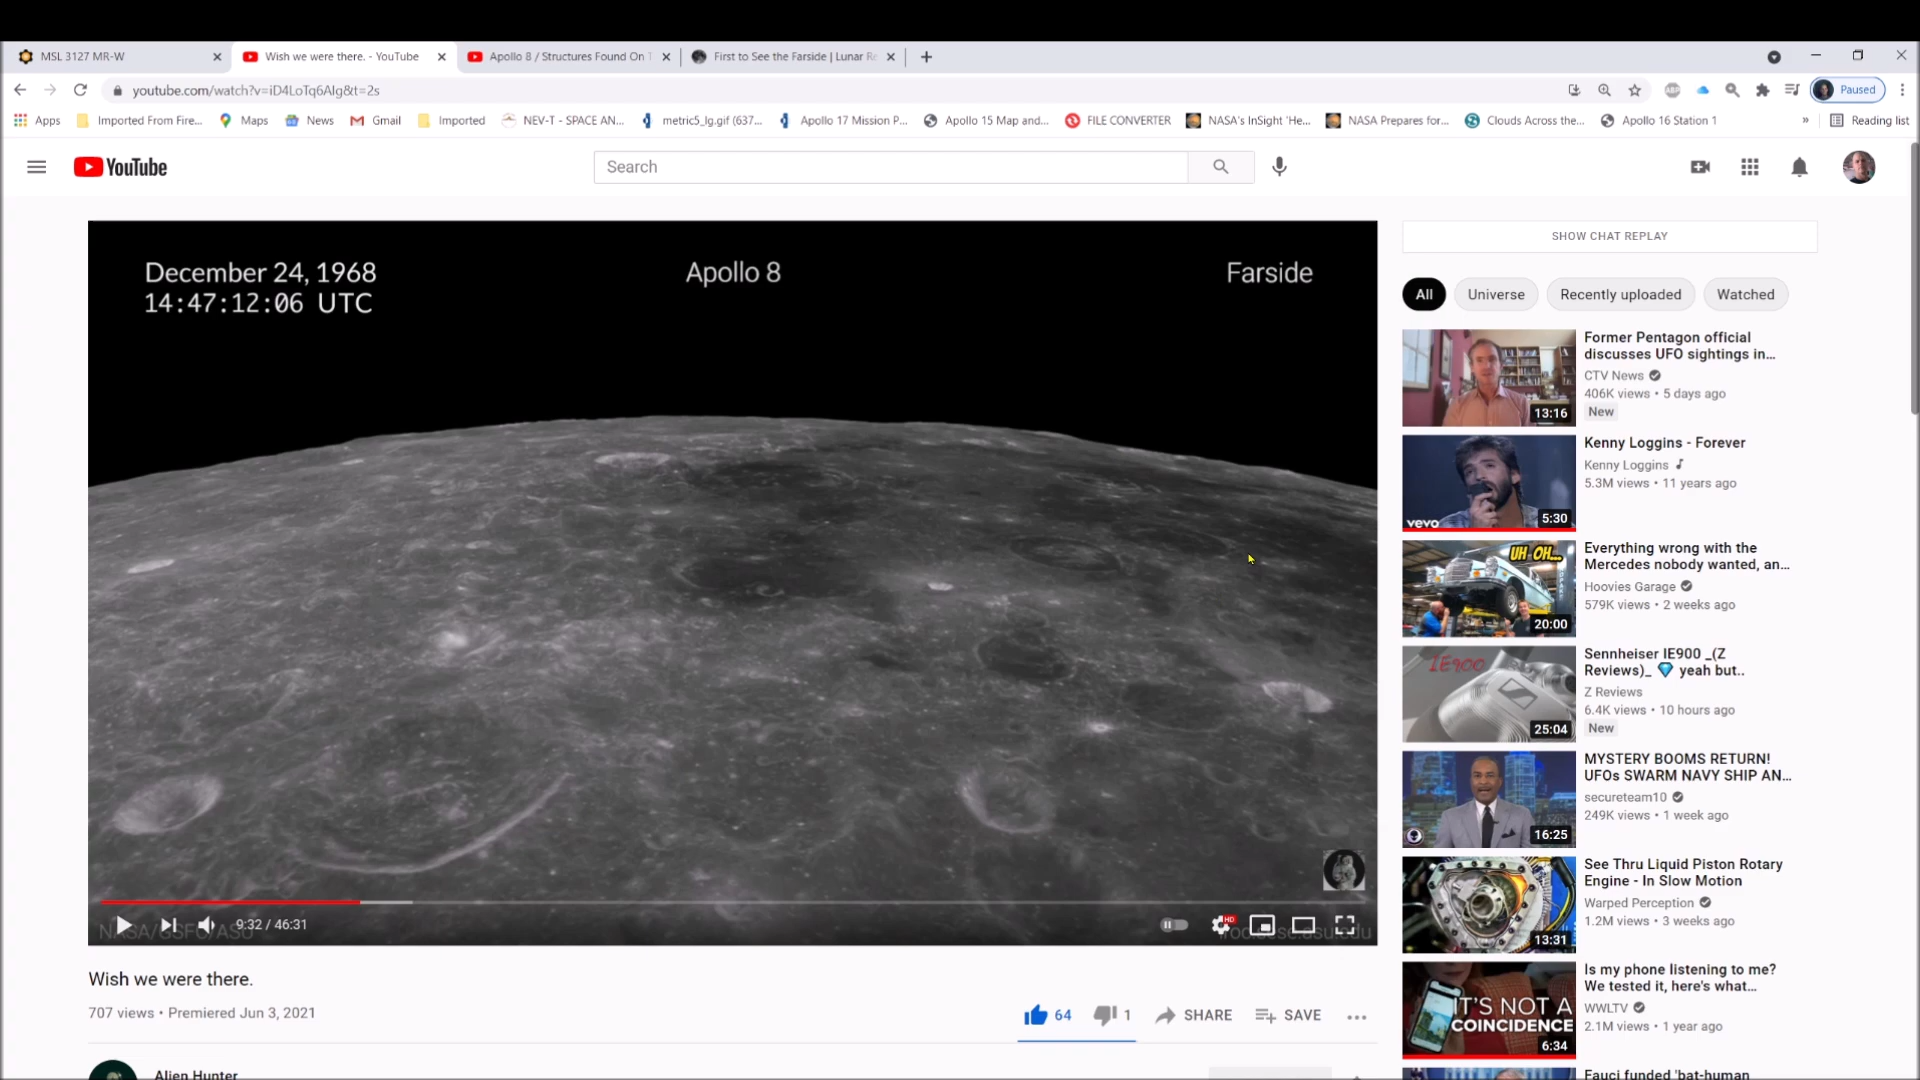 MSL 3127 MR-W
Wish we were there. - YouTube
Apollo 8 / Structures Found On T
First to See the Farside | Lunar Re
youtube.com/watch?v=iD4LoTq6AIg&t=2s
Paused
Apps
Imported From Fire...
Maps
News
Gmail
Imported
NEV-T - SPACE AN...
metric5_lg.gif (637...
Apollo 17 Mission P...
Apollo 15 Map and...
FILE CONVERTER
NASA's InSight 'He...
NASA Prepares for...
Clouds Across the...
Apollo 16 Station 1
»
Reading list
YouTube
Search
December 24, 1968
14:47:12:06 UTC
Apollo 8
Farside
NASA/GSFC/ASU
9:32 / 46:31
HD
lroc.sese.asu.edu
Wish we were there.
707 views • Premiered Jun 3, 2021
64
1
SHARE
SAVE
Alien Hunter
SHOW CHAT REPLAY
All
Universe
Recently uploaded
Watched
13:16
Former Pentagon official
discusses UFO sightings in...
CTV News
406K views • 5 days ago
New
vevo
5:30
Kenny Loggins - Forever
Kenny Loggins
5.3M views • 11 years ago
UH OH...
20:00
Everything wrong with the
Mercedes nobody wanted, an...
Hoovies Garage
579K views • 2 weeks ago
IE900
25:04
Sennheiser IE900 _(Z
Reviews)_ 💎 yeah but..
Z Reviews
6.4K views • 10 hours ago
New
16:25
MYSTERY BOOMS RETURN!
UFOs SWARM NAVY SHIP AN...
secureteam10
249K views • 1 week ago
13:31
See Thru Liquid Piston Rotary
Engine - In Slow Motion
Warped Perception
1.2M views • 3 weeks ago
IT'S NOT A
COINCIDENCE
6:34
Is my phone listening to me?
We tested it, here's what...
WWLTV
2.1M views • 1 year ago
Fauci funded 'bat-human